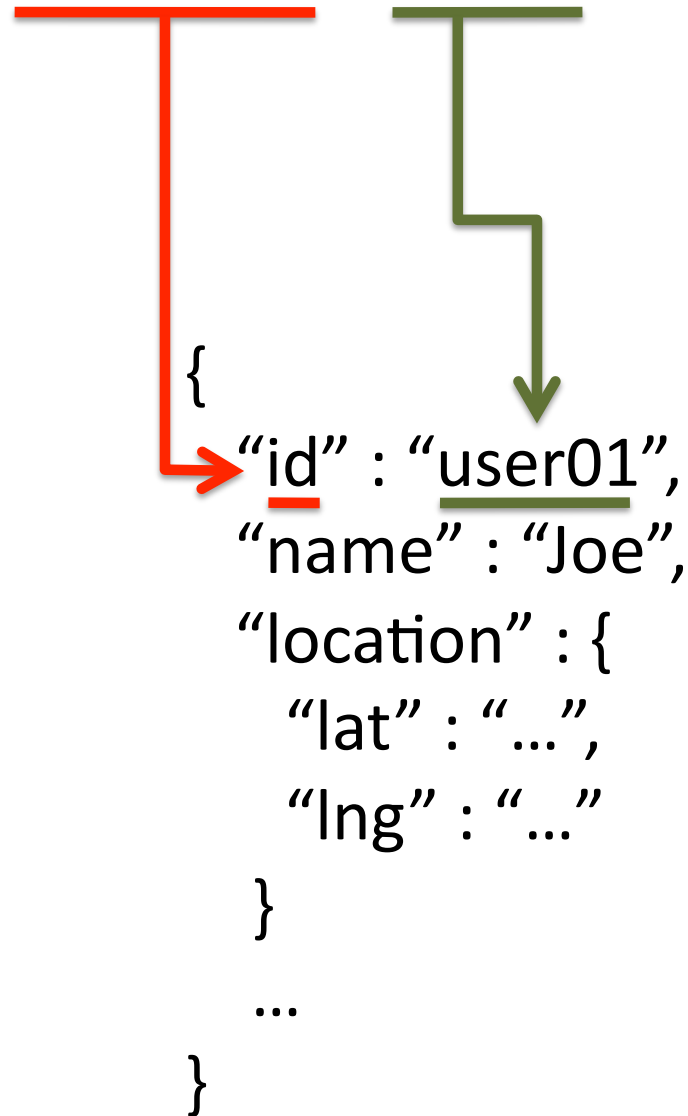 {
“id” : “user01”,
“name” : “Joe”,
“location” : {
“lat” : “…”,
“lng” : “…”
}
…
}